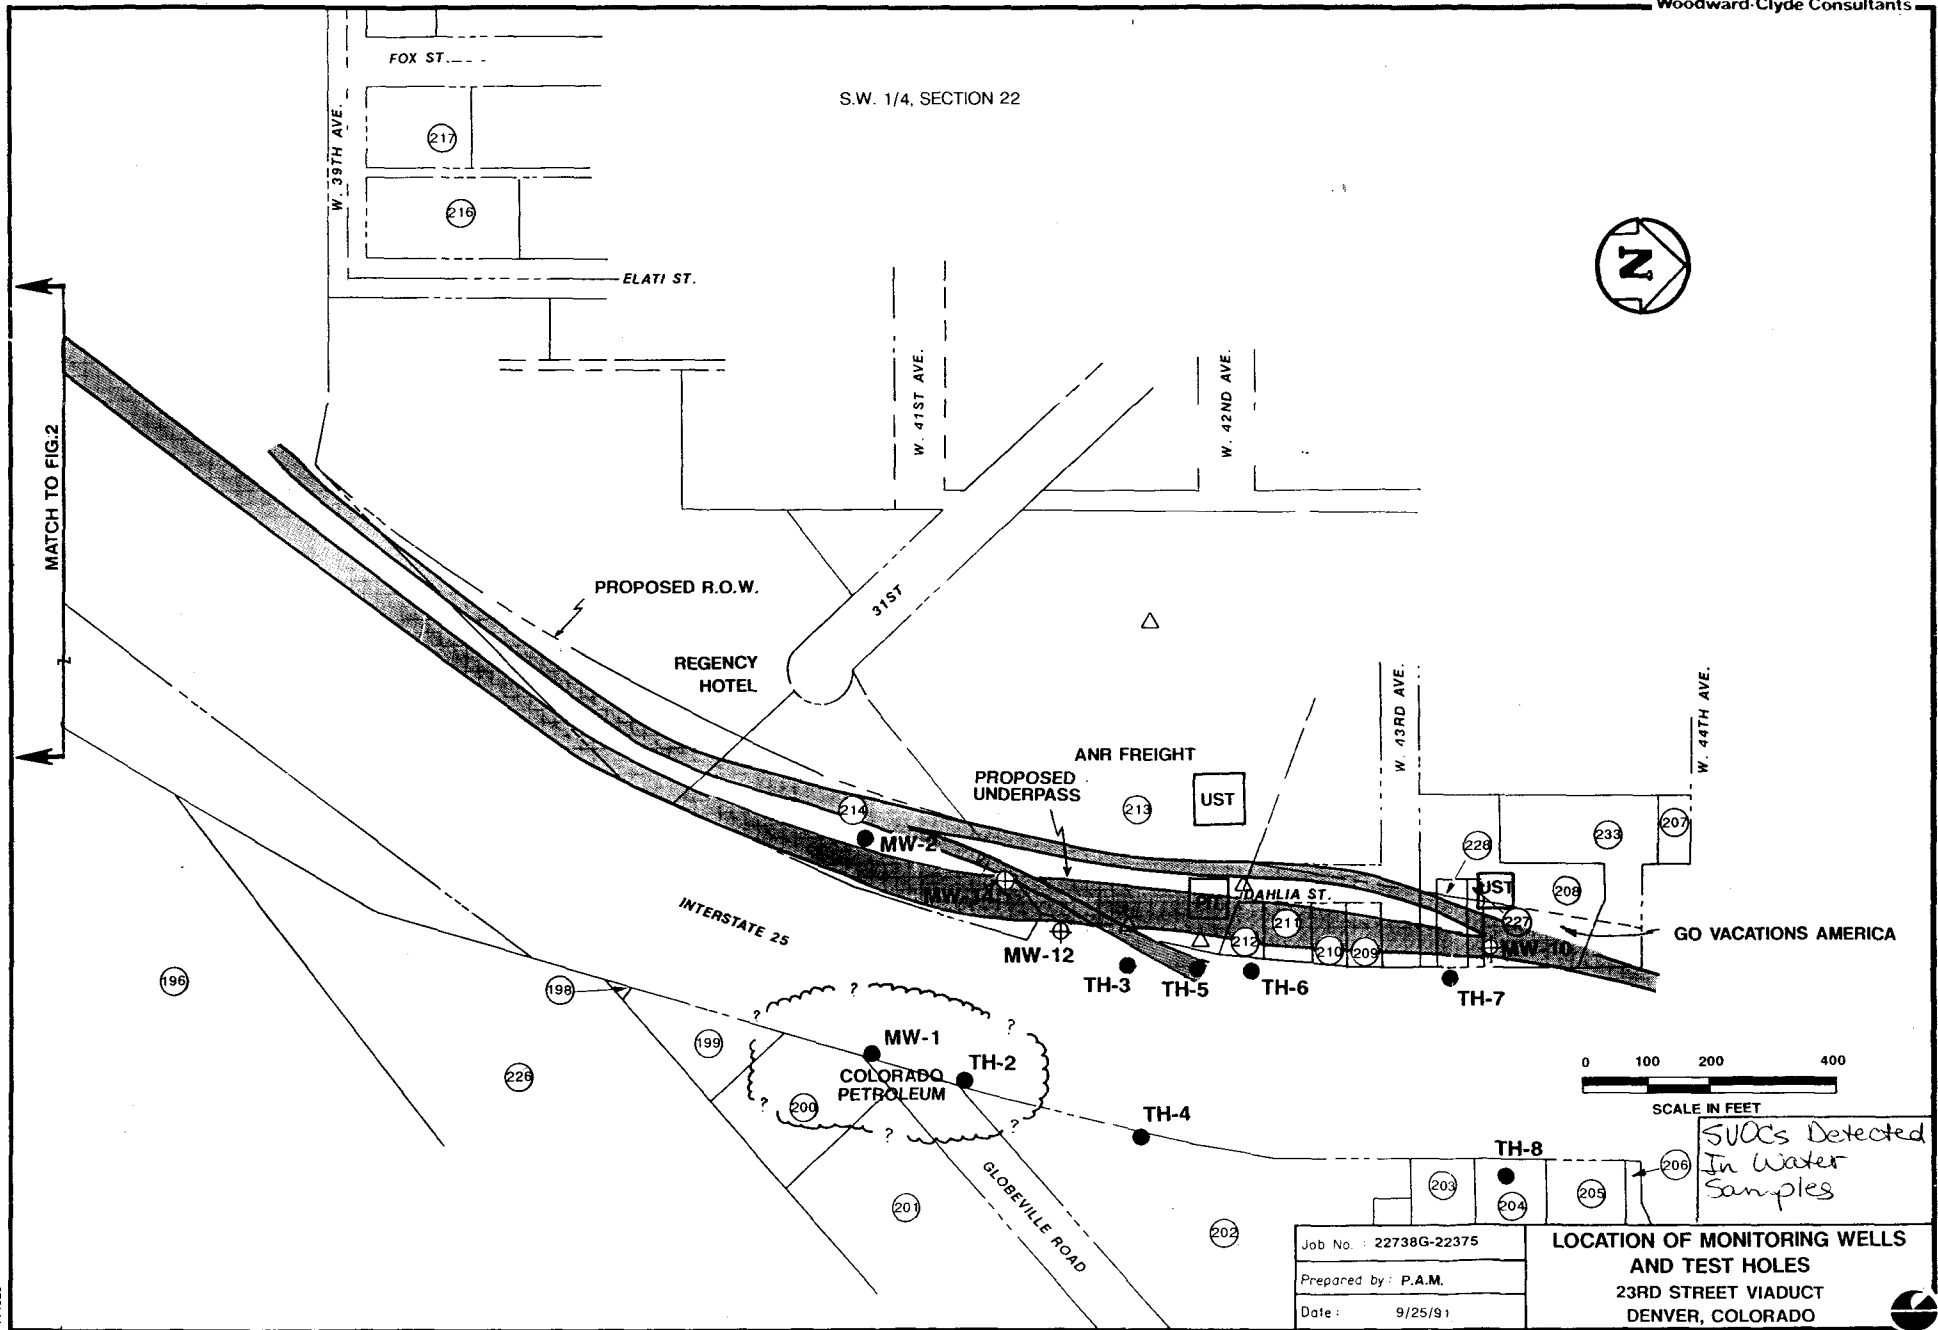 Woodward-Clyde Consultants
FOX ST.
W. 39TH AVE.
S.W. 1/4, SECTION 22
217
216
N
ELATI ST.
W. 41ST AVE.
W. 42ND AVE.
MATCH TO FIG.2
PROPOSED R.O.W.
31ST
REGENCY
HOTEL
W. 43RD AVE.
W. 44TH AVE.
ANR FREIGHT
PROPOSED
UNDERPASS
UST
213
214
MW-2
207
233
228
UST
208
227
PIT
DAHLIA ST.
211
212
210
209
GO VACATIONS AMERICA
MW-10
INTERSTATE 25
MW-12
TH-3
TH-5
TH-6
TH-7
196
198
?
?
?
199
MW-1
TH-2
226
COLORADO
PETROLEUM
200
?
?
?
0 100 200 400
SCALE IN FEET
TH-4
TH-8
SVOCs Detected
In Water
Samples
206
203
204
205
201
202
GLOBEVILLE ROAD
Job No. : 22738G-22375
Prepared by : P.A.M.
Date : 9/25/91
LOCATION OF MONITORING WELLS
AND TEST HOLES
23RD STREET VIADUCT
DENVER, COLORADO